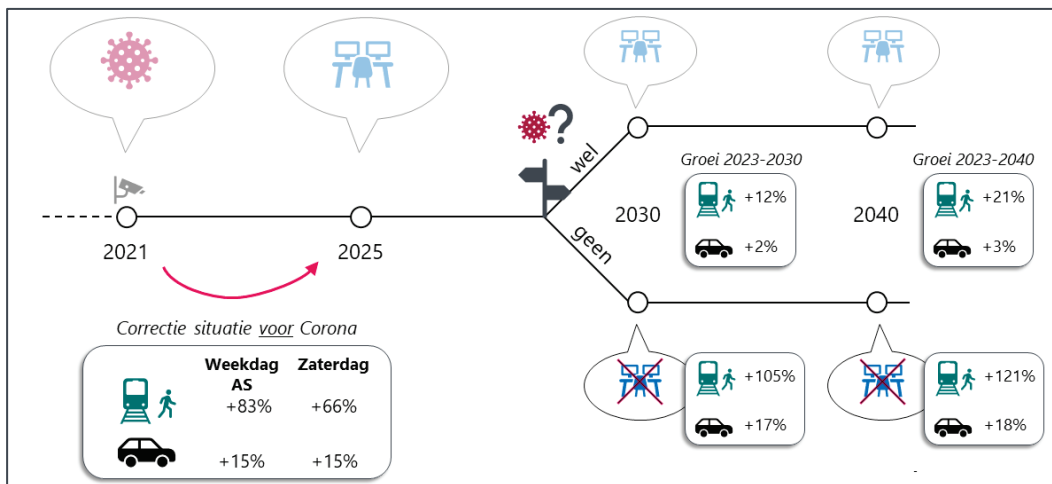 ?
wel
geen
2021
2025
2030
2040
Groei 2023-2030
+12%
+2%
Groei 2023-2040
+21%
+3%
Correctie situatie voor Corona
Weekdag AS
Zaterdag
+83%
+66%
+15%
+15%
+105%
+17%
+121%
+18%